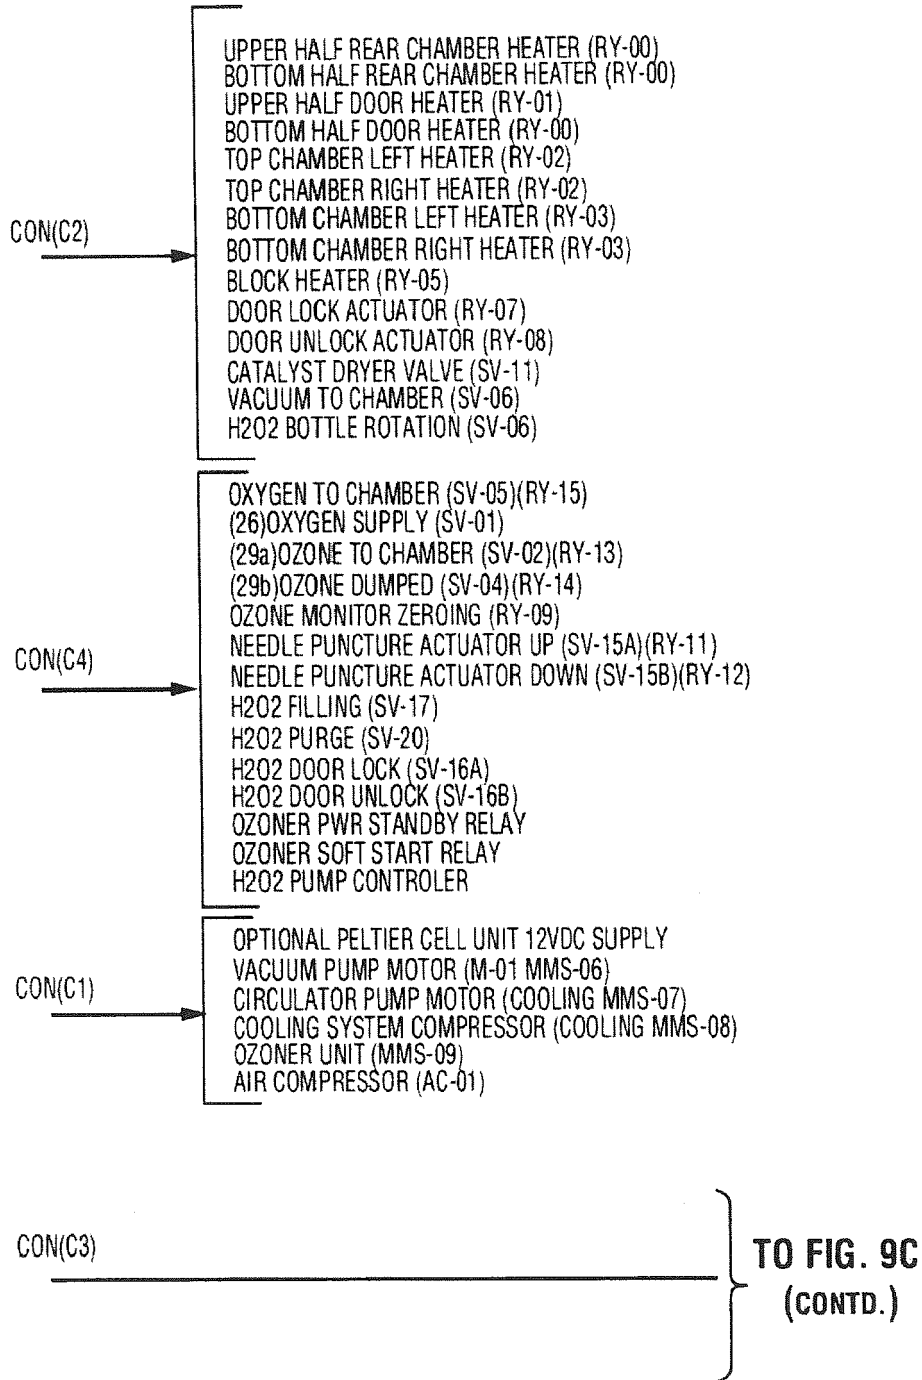 UPPER HALF REAR CHAMBER HEATER (RY-00)
BOTTOM HALF REAR CHAMBER HEATER (RY-00)
UPPER HALF DOOR HEATER (RY-01)
BOTTOM HALF DOOR HEATER (RY-00)
TOP CHAMBER LEFT HEATER (RY-02)
TOP CHAMBER RIGHT HEATER (RY-02)
BOTTOM CHAMBER LEFT HEATER (RY-03)
CON(C2)
BOTTOM CHAMBER RIGHT HEATER (RY-03)
BLOCK HEATER (RY-05)
DOOR LOCK ACTUATOR (RY-07)
DOOR UNLOCK ACTUATOR (RY-08)
CATALYST DRYER VALVE (SV-11)
VACUUM TO CHAMBER (SV-06)
H2O2 BOTTLE ROTATION (SV-06)
OXYGEN TO CHAMBER (SV-05)(RY-15)
(26)OXYGEN SUPPLY (SV-01)
(29a)OZONE TO CHAMBER (SV-02)(RY-13)
(29b)OZONE DUMPED (SV-04)(RY-14)
OZONE MONITOR ZEROING (RY-09)
NEEDLE PUNCTURE ACTUATOR UP (SV-15A)(RY-11)
CON(C4)
NEEDLE PUNCTURE ACTUATOR DOWN (SV-15B)(RY-12)
H2O2 FILLING (SV-17)
H2O2 PURGE (SV-20)
H2O2 DOOR LOCK (SV-16A)
H2O2 DOOR UNLOCK (SV-16B)
OZONER PWR STANDBY RELAY
OZONER SOFT START RELAY
H2O2 PUMP CONTROLER
OPTIONAL PELTIER CELL UNIT 12VDC SUPPLY
VACUUM PUMP MOTOR (M-01 MMS-06)
CON(C1)
CIRCULATOR PUMP MOTOR (COOLING MMS-07)
COOLING SYSTEM COMPRESSOR (COOLING MMS-08)
OZONER UNIT (MMS-09)
AIR COMPRESSOR (AC-01)
CON(C3)
TO FIG. 9C
(CONTD.)